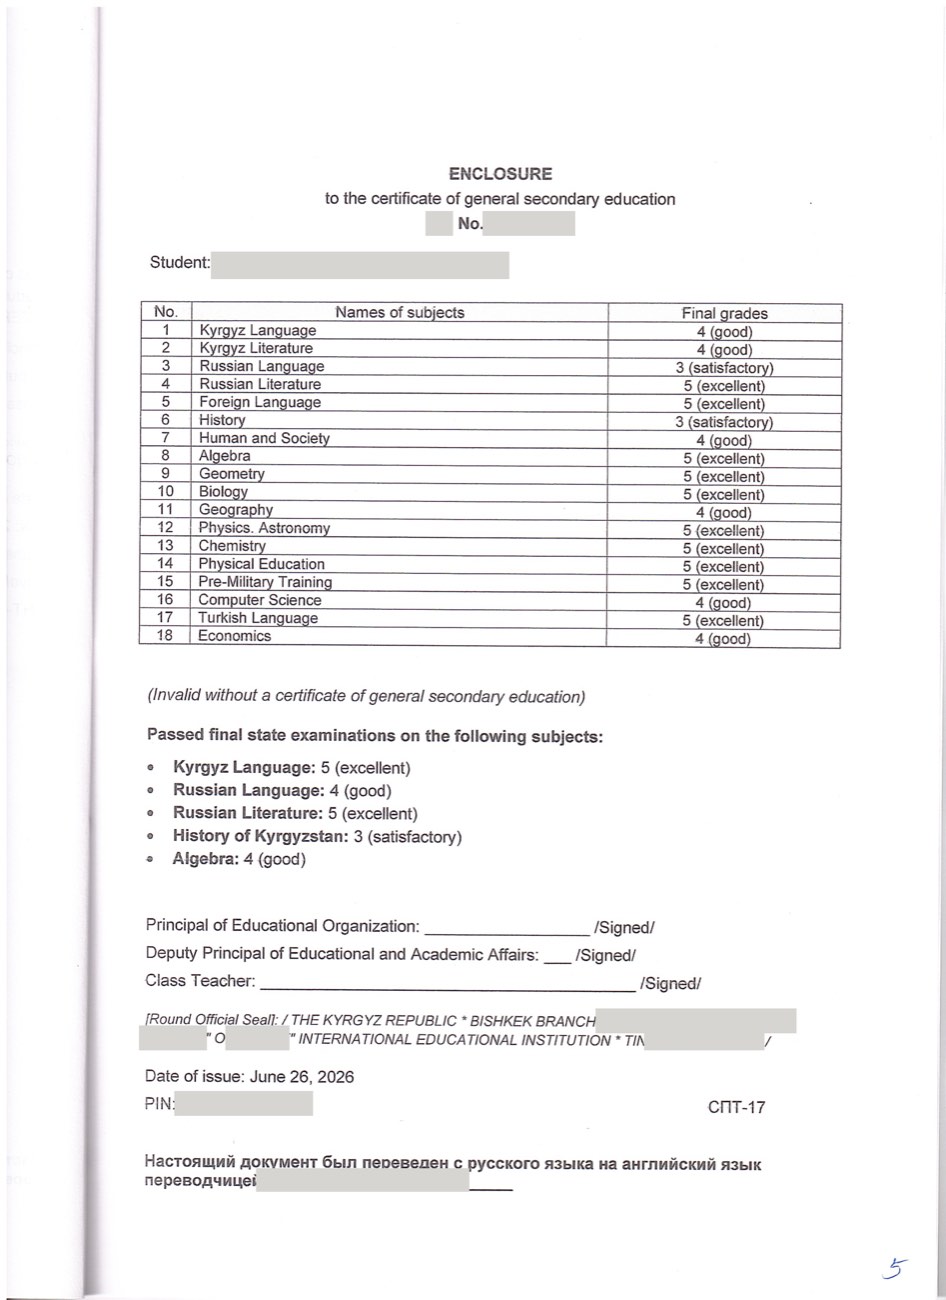 ENCLOSURE
to the certificate of general secondary education
No.
Student:
No. Names of subjects Final grades
1 Kyrgyz Language 4 (good)
2 Kyrgyz Literature 4 (good)
3 Russian Language 3 (satisfactory)
4 Russian Literature 5 (excellent)
5 Foreign Language 5 (excellent)
6 History 3 (satisfactory)
7 Human and Society 4 (good)
8 Algebra 5 (excellent)
9 Geometry 5 (excellent)
10 Biology 5 (excellent)
11 Geography 4 (good)
12 Physics. Astronomy 5 (excellent)
13 Chemistry 5 (excellent)
14 Physical Education 5 (excellent)
15 Pre-Military Training 5 (excellent)
16 Computer Science 4 (good)
17 Turkish Language 5 (excellent)
18 Economics 4 (good)
(Invalid without a certificate of general secondary education)
Passed final state examinations on the following subjects:
• Kyrgyz Language: 5 (excellent)
• Russian Language: 4 (good)
• Russian Literature: 5 (excellent)
• History of Kyrgyzstan: 3 (satisfactory)
• Algebra: 4 (good)
Principal of Educational Organization: ___________________ /Signed/
Deputy Principal of Educational and Academic Affairs: ___ /Signed/
Class Teacher: ___________________________________________ /Signed/
[Round Official Seal]: / THE KYRGYZ REPUBLIC * BISHKEK BRANCH
" O " INTERNATIONAL EDUCATIONAL INSTITUTION * TIN /
Date of issue: June 26, 2026
PIN: СПТ-17
Настоящий документ был переведен с русского языка на английский язык
переводчицей _____
5